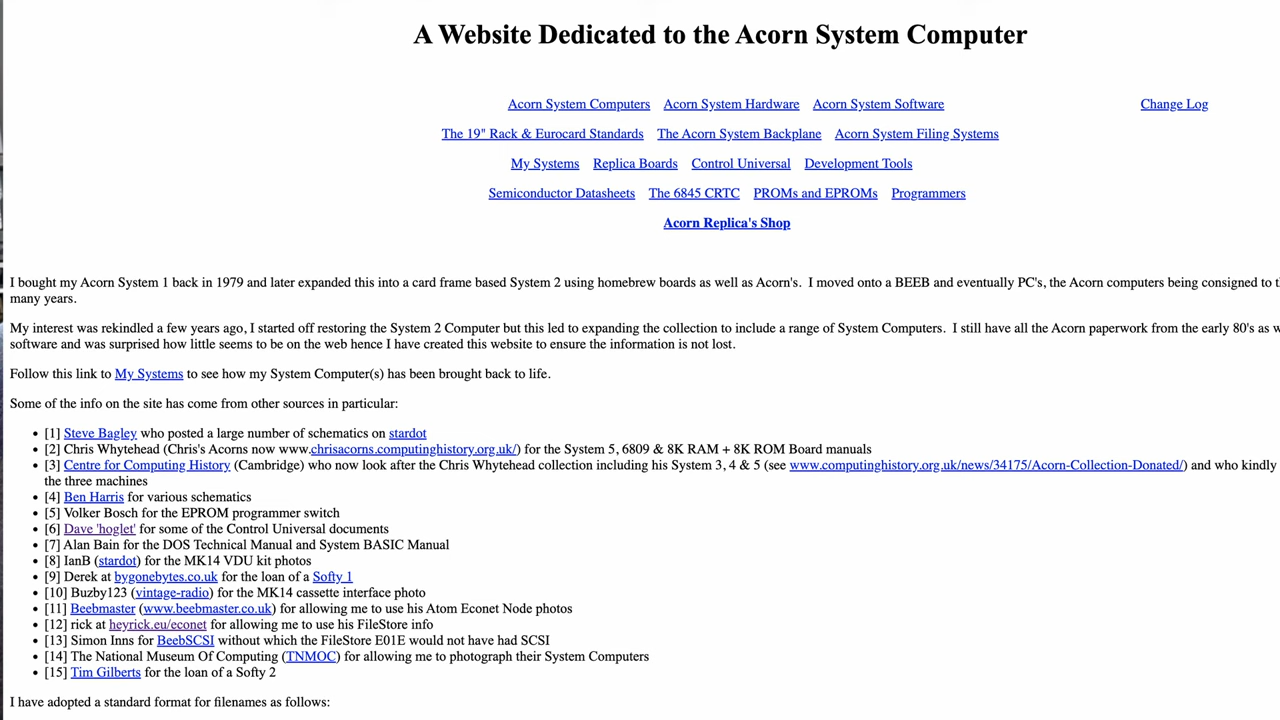 A Website Dedicated to the Acorn System Computer
Acorn System Computers Acorn System Hardware Acorn System Software Change Log
The 19" Rack & Eurocard Standards The Acorn System Backplane Acorn System Filing Systems
My Systems Replica Boards Control Universal Development Tools
Semiconductor Datasheets The 6845 CRTC PROMs and EPROMs Programmers
Acorn Replica's Shop
I bought my Acorn System 1 back in 1979 and later expanded this into a card frame based System 2 using homebrew boards as well as Acorn's. I moved onto a BEEB and eventually PC's, the Acorn computers being consigned to
many years.
My interest was rekindled a few years ago, I started off restoring the System 2 Computer but this led to expanding the collection to include a range of System Computers. I still have all the Acorn paperwork from the early 80's as
software and was surprised how little seems to be on the web hence I have created this website to ensure the information is not lost.
Follow this link to My Systems to see how my System Computer(s) has been brought back to life.
Some of the info on the site has come from other sources in particular:
• [1] Steve Bagley who posted a large number of schematics on stardot
• [2] Chris Whytehead (Chris's Acorns now www.chrisacorns.computinghistory.org.uk/) for the System 5, 6809 & 8K RAM + 8K ROM Board manuals
• [3] Centre for Computing History (Cambridge) who now look after the Chris Whytehead collection including his System 3, 4 & 5 (see www.computinghistory.org.uk/news/34175/Acorn-Collection-Donated/) and who kindly
the three machines
• [4] Ben Harris for various schematics
• [5] Volker Bosch for the EPROM programmer switch
• [6] Dave 'hoglet' for some of the Control Universal documents
• [7] Alan Bain for the DOS Technical Manual and System BASIC Manual
• [8] IanB (stardot) for the MK14 VDU kit photos
• [9] Derek at bygonebytes.co.uk for the loan of a Softy 1
• [10] Buzby123 (vintage-radio) for the MK14 cassette interface photo
• [11] Beebmaster (www.beebmaster.co.uk) for allowing me to use his Atom Econet Node photos
• [12] rick at heyrick.eu/econet for allowing me to use his FileStore info
• [13] Simon Inns for BeebSCSI without which the FileStore E01E would not have had SCSI
• [14] The National Museum Of Computing (TNMOC) for allowing me to photograph their System Computers
• [15] Tim Gilberts for the loan of a Softy 2
I have adopted a standard format for filenames as follows: